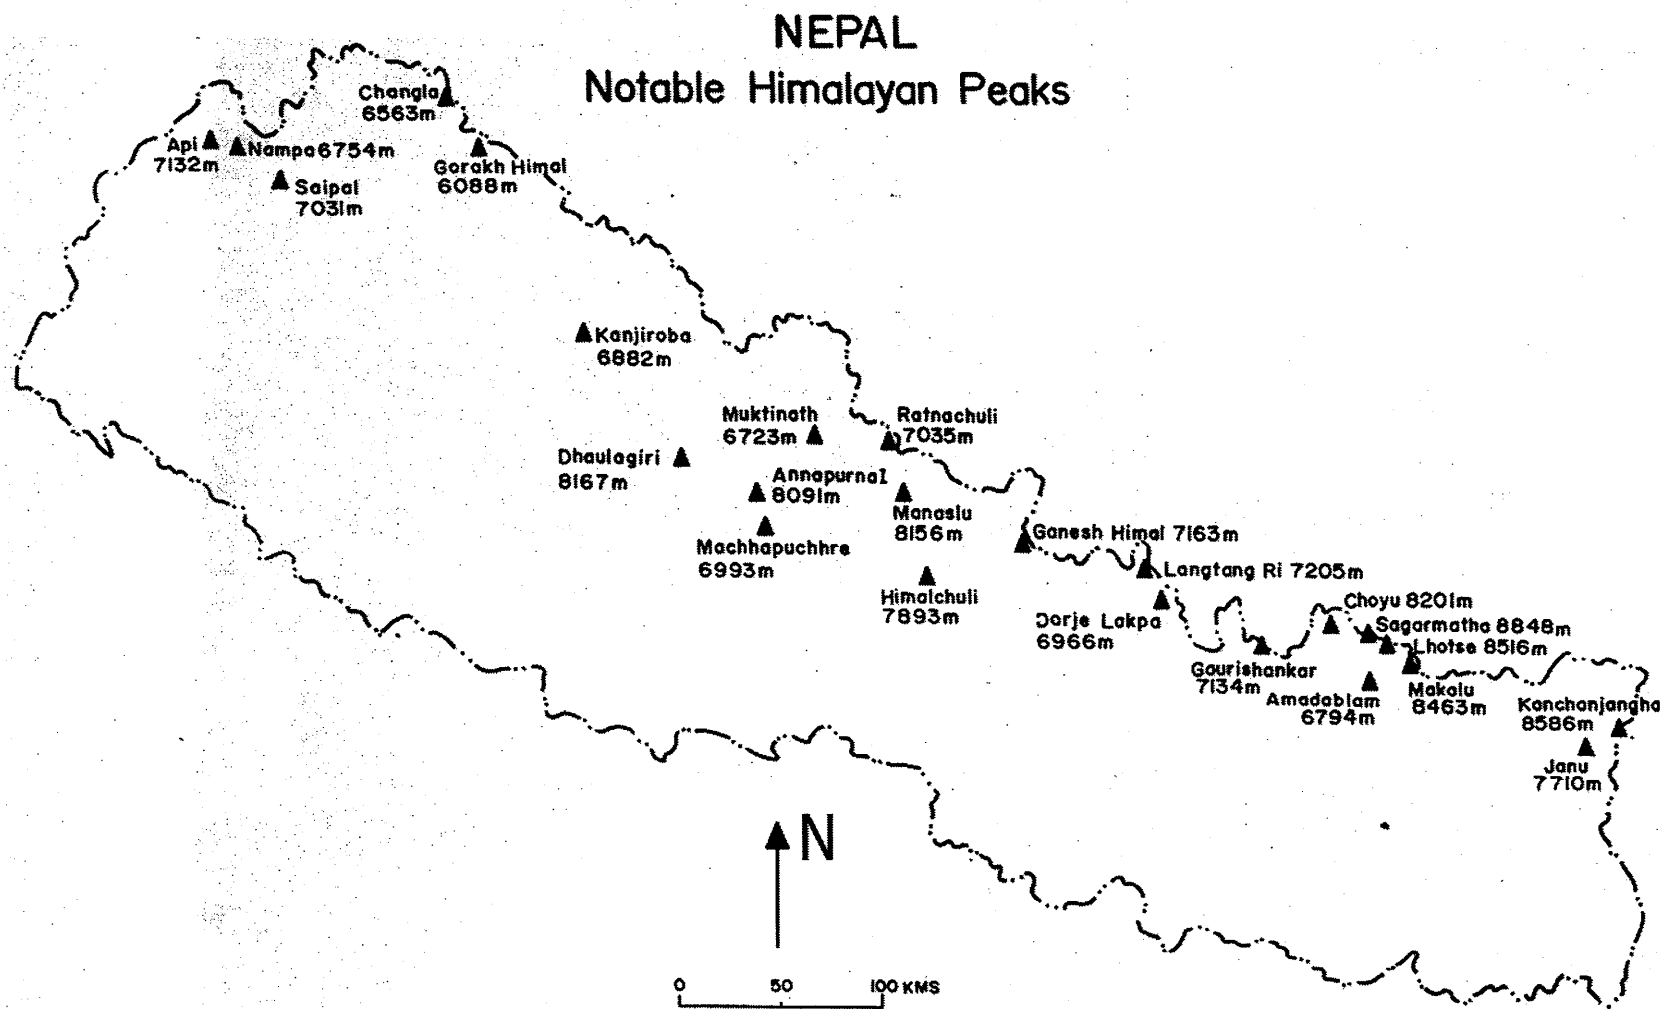 NEPAL
Notable Himalayan Peaks
Changla
6563m
Api
7132m
Nampa 6754m
Saipal
7031m
Gorakh Himal
6088m
Kanjiroba
6882m
Muktinath
6723m
Ratnachuli
7035m
Dhaulagiri
8167m
AnnapurnaI
8091m
Manaslu
8156m
Machhapuchhre
6993m
Ganesh Himal 7163m
Himalchuli
7893m
Langtang Ri 7205m
Dorje Lakpa
6966m
Choyu 8201m
Sagarmatha 8848m
Lhotse 8516m
Gaurishankar
7134m
Amadablam
6794m
Makalu
8463m
Kanchanjangha
8586m
Janu
7710m
N
0 50 100 KMS